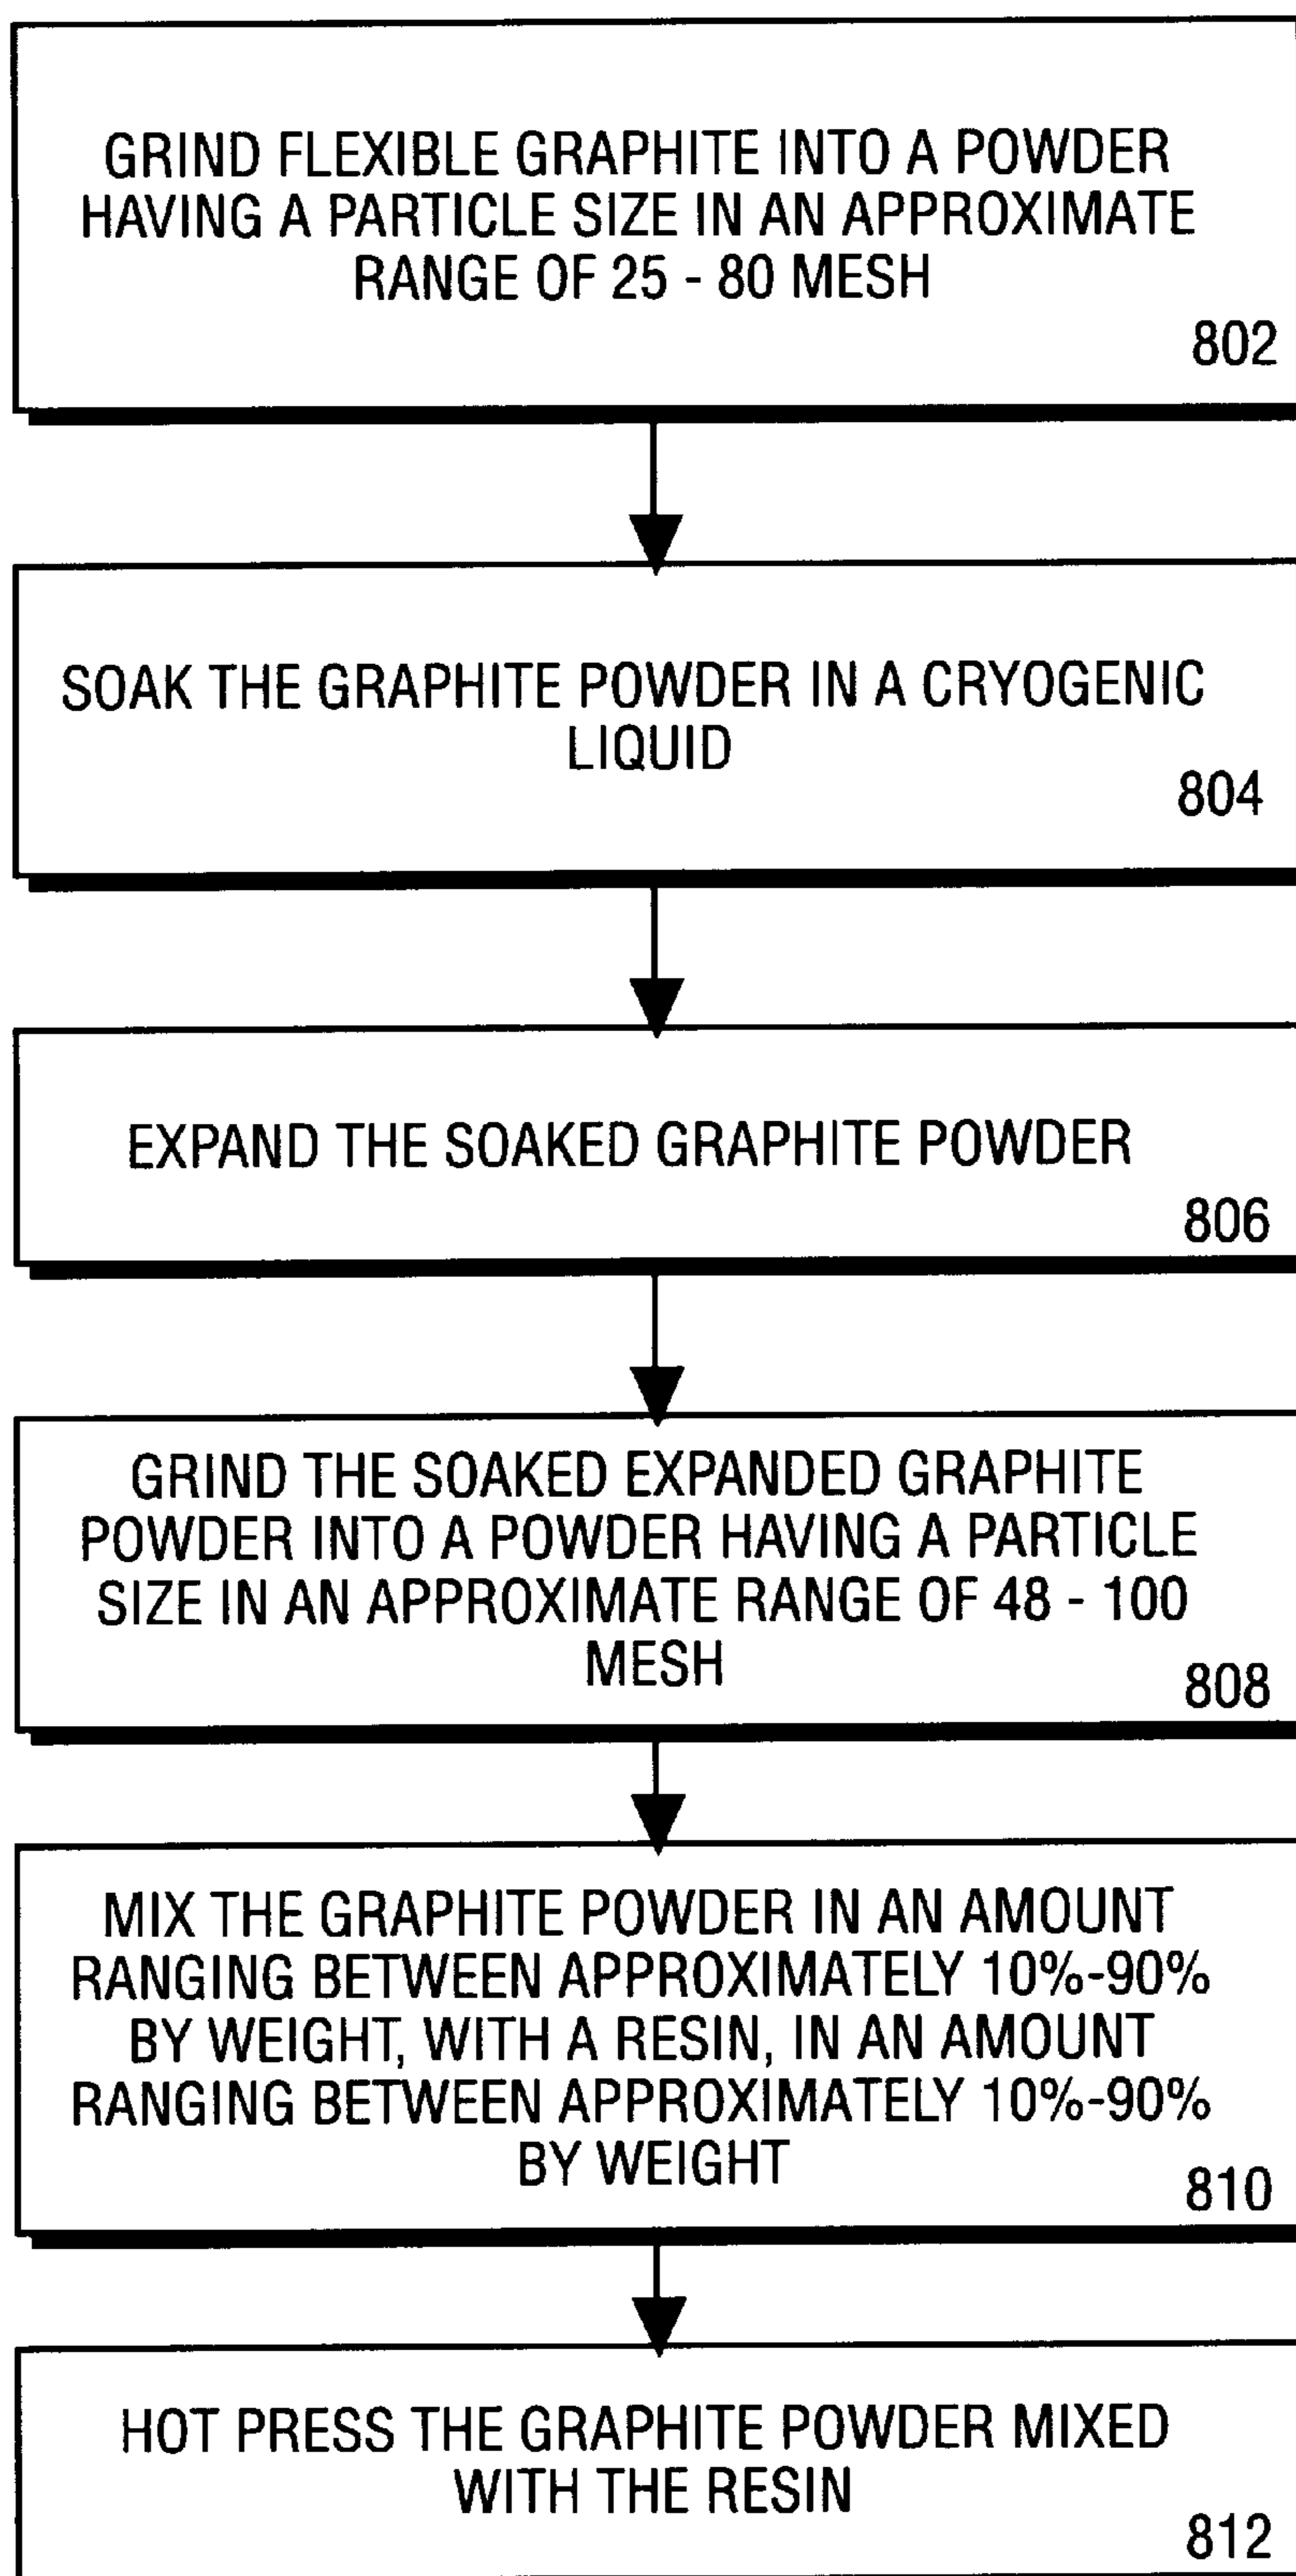 GRIND FLEXIBLE GRAPHITE INTO A POWDER
HAVING A PARTICLE SIZE IN AN APPROXIMATE
RANGE OF 25 - 80 MESH
802
SOAK THE GRAPHITE POWDER IN A CRYOGENIC
LIQUID
804
EXPAND THE SOAKED GRAPHITE POWDER
806
GRIND THE SOAKED EXPANDED GRAPHITE
POWDER INTO A POWDER HAVING A PARTICLE
SIZE IN AN APPROXIMATE RANGE OF 48 - 100
MESH
808
MIX THE GRAPHITE POWDER IN AN AMOUNT
RANGING BETWEEN APPROXIMATELY 10%-90%
BY WEIGHT, WITH A RESIN, IN AN AMOUNT
RANGING BETWEEN APPROXIMATELY 10%-90%
BY WEIGHT
810
HOT PRESS THE GRAPHITE POWDER MIXED
WITH THE RESIN
812